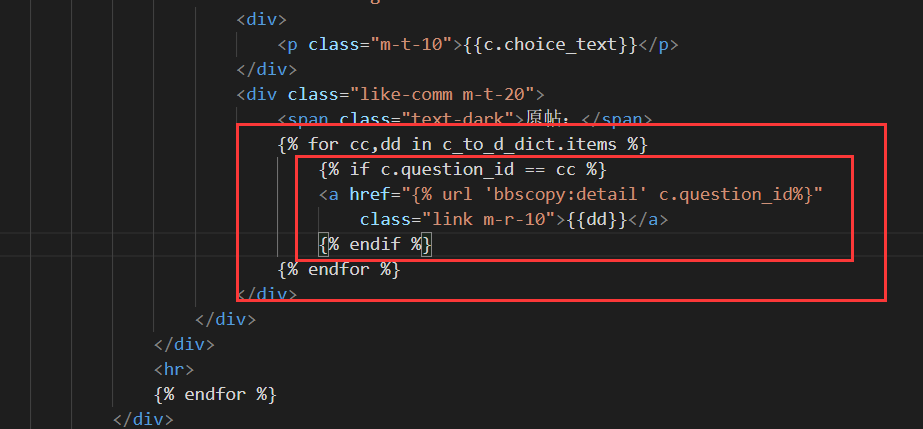 <div>
<p class="m-t-10">{{c.choice_text}}</p>
</div>
<div class="like-comm m-t-20">
<span class="text-dark">原帖: </span>
{% for cc,dd in c_to_d_dict.items %}
{% if c.question_id == cc %}
<a href="{% url 'bbscopy:detail' c.question_id%}"
class="link m-r-10">{{dd}}</a>
{% endif %}
{% endfor %}
</div>
</div>
</div>
<hr>
{% endfor %}
</div>